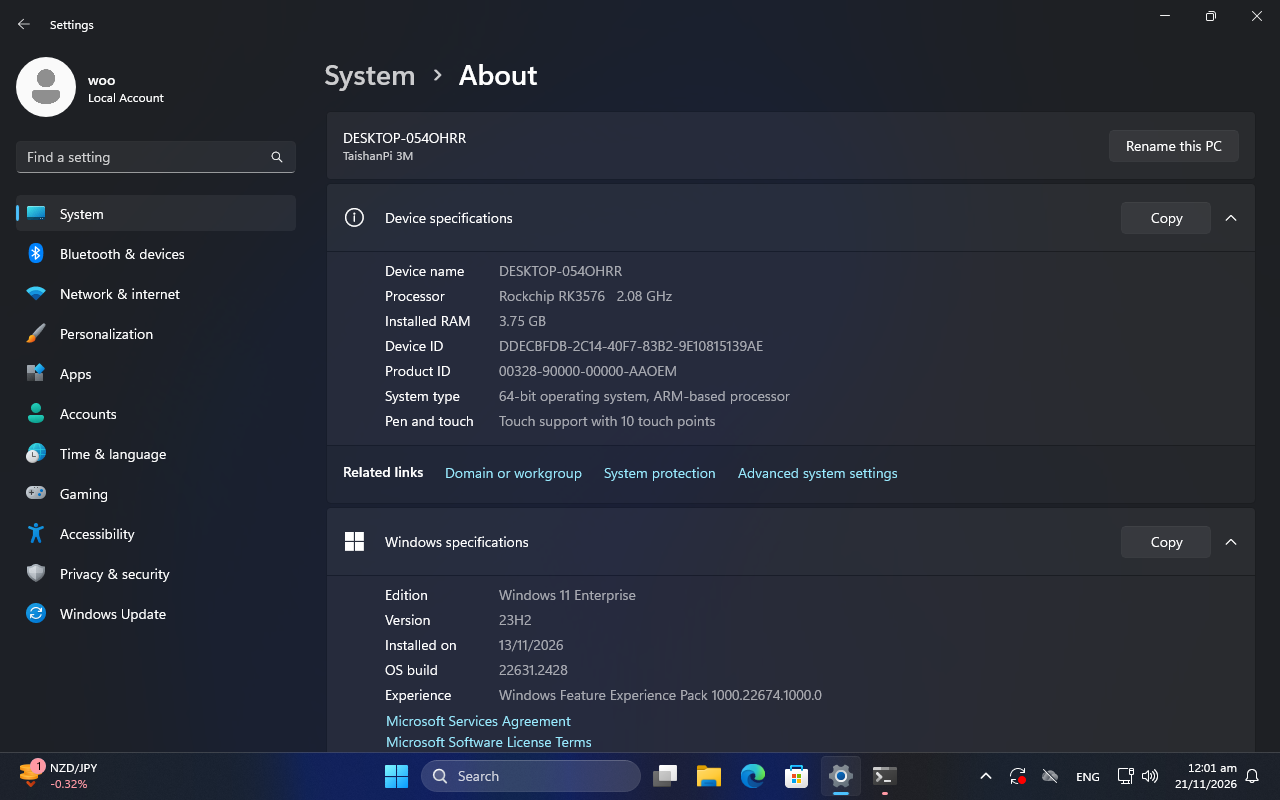 Settings
woo
Local Account
Find a setting
System
Bluetooth & devices
Network & internet
Personalization
Apps
Accounts
Time & language
Gaming
Accessibility
Privacy & security
Windows Update
System › About
DESKTOP-054OHRR
TaishanPi 3M
Rename this PC
Device specifications
Copy
Device name DESKTOP-054OHRR
Processor Rockchip RK3576 2.08 GHz
Installed RAM 3.75 GB
Device ID DDECBFDB-2C14-40F7-83B2-9E10815139AE
Product ID 00328-90000-00000-AAOEM
System type 64-bit operating system, ARM-based processor
Pen and touch Touch support with 10 touch points
Related links Domain or workgroup System protection Advanced system settings
Windows specifications
Copy
Edition Windows 11 Enterprise
Version 23H2
Installed on 13/11/2026
OS build 22631.2428
Experience Windows Feature Experience Pack 1000.22674.1000.0
Microsoft Services Agreement
Microsoft Software License Terms
1
NZD/JPY
-0.32%
Search
ENG
12:01 am
21/11/2026